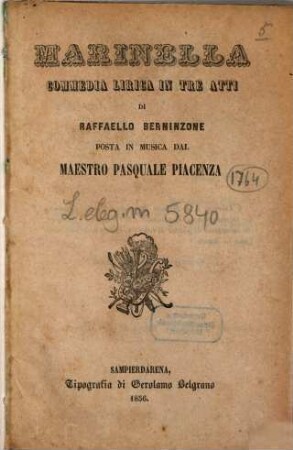 5
MARINELLA
COMMEDIA LIRICA IN TRE ATTI
DI
RAFFAELLO BERNINZONE
POSTA IN MUSICA DAL
MAESTRO PASQUALE PIACENZA
1764
L. eleg. m 5840
SAMPIERDARENA,
Tipografia di Gerolamo Belgrano
1856.